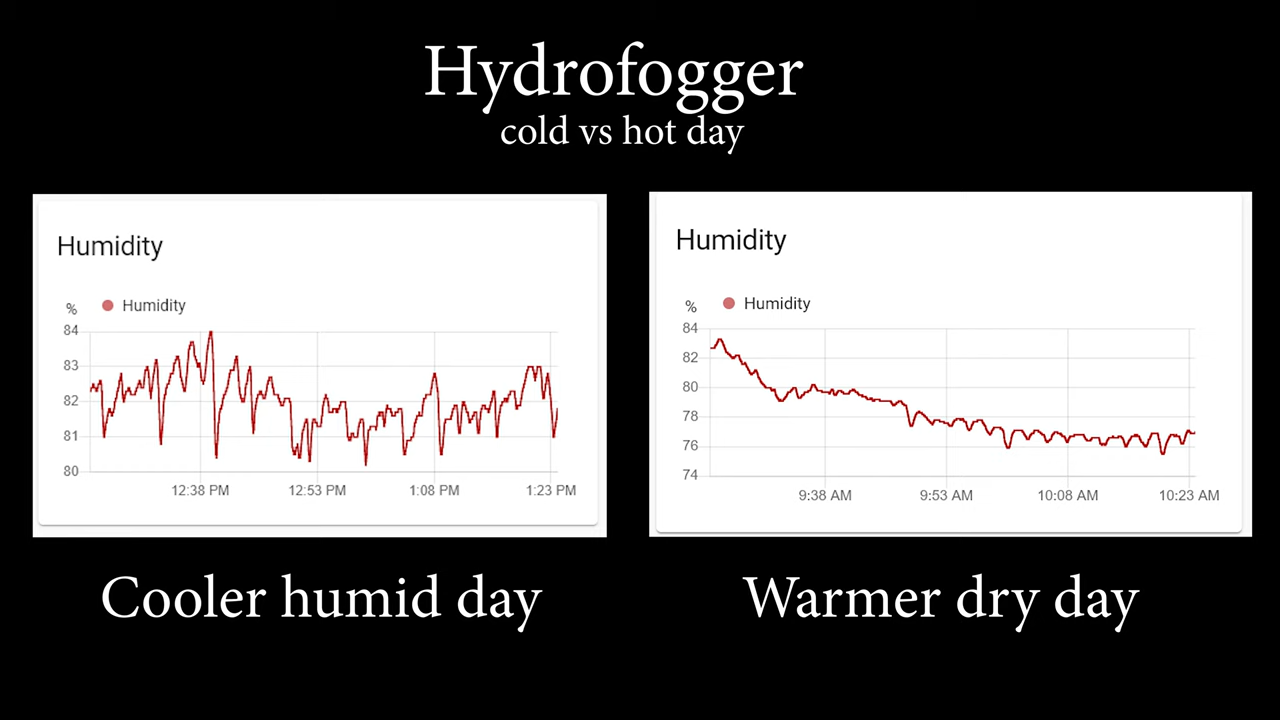 Hydrofogger
cold vs hot day
Humidity
% Humidity
84
83
82
81
80
12:38 PM 12:53 PM 1:08 PM 1:23 PM
Cooler humid day
Humidity
% Humidity
84
82
80
78
76
74
9:38 AM 9:53 AM 10:08 AM 10:23 AM
Warmer dry day